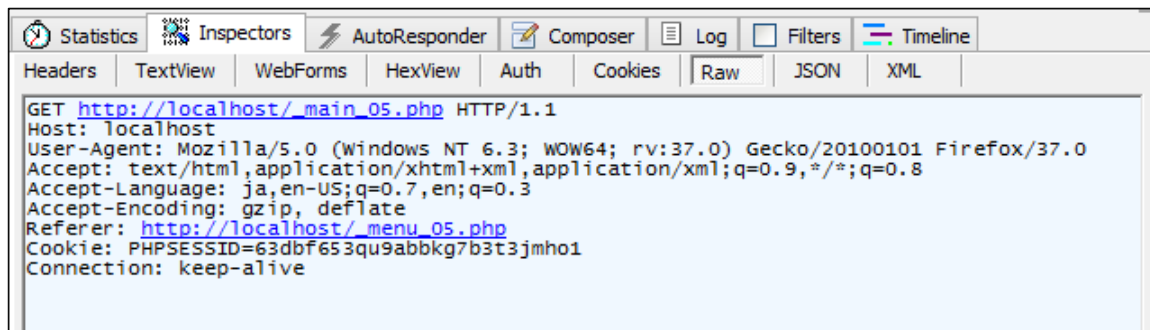 Statistics Inspectors AutoResponder Composer Log Filters Timeline
Headers TextView WebForms HexView Auth Cookies Raw JSON XML
GET http://localhost/_main_05.php HTTP/1.1
Host: localhost
User-Agent: Mozilla/5.0 (Windows NT 6.3; WOW64; rv:37.0) Gecko/20100101 Firefox/37.0
Accept: text/html,application/xhtml+xml,application/xml;q=0.9,*/*;q=0.8
Accept-Language: ja,en-US;q=0.7,en;q=0.3
Accept-Encoding: gzip, deflate
Referer: http://localhost/_menu_05.php
Cookie: PHPSESSID=63dbf653qu9abbkg7b3t3jmho1
Connection: keep-alive